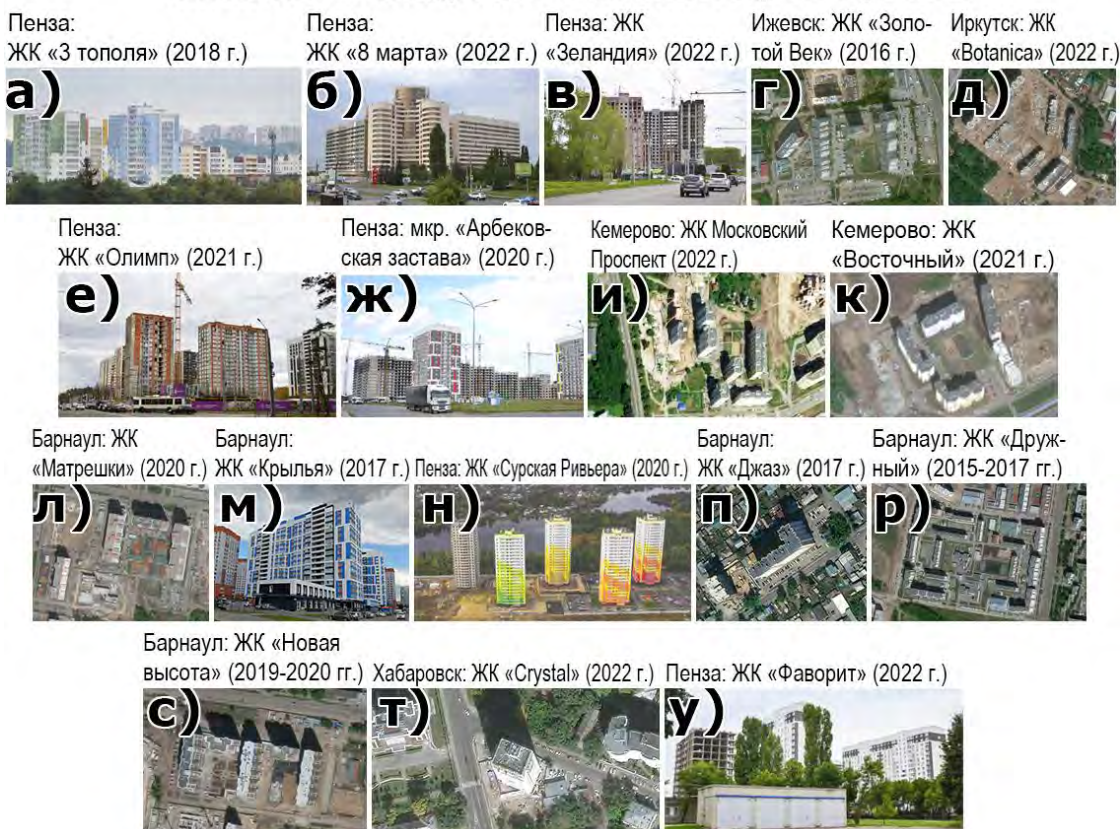 Пенза:
ЖК «3 тополя» (2018 г.)
Пенза:
ЖК «8 марта» (2022 г.)
Пенза: ЖК
«Зеландия» (2022 г.)
Ижевск: ЖК «Золо-
той Век» (2016 г.)
Иркутск: ЖК
«Botanica» (2022 г.)
а)
б)
в)
г)
д)
Пенза:
ЖК «Олимп» (2021 г.)
Пенза: мкр. «Арбеков-
ская застава» (2020 г.)
Кемерово: ЖК Московский
Проспект (2022 г.)
Кемерово: ЖК
«Восточный» (2021 г.)
е)
ж)
и)
к)
Барнаул: ЖК
«Матрешки» (2020 г.)
Барнаул:
ЖК «Крылья» (2017 г.)
Пенза: ЖК «Сурская Ривьера» (2020 г.)
Барнаул:
ЖК «Джаз» (2017 г.)
Барнаул: ЖК «Друж-
ный» (2015-2017 гг.)
л)
м)
н)
п)
р)
Барнаул: ЖК «Новая
высота» (2019-2020 гг.)
Хабаровск: ЖК «Crystal» (2022 г.)
Пенза: ЖК «Фаворит» (2022 г.)
с)
т)
у)